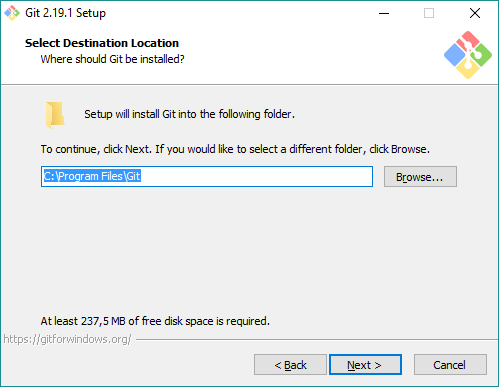 Git 2.19.1 Setup
Select Destination Location
Where should Git be installed?
Setup will install Git into the following folder.
To continue, click Next. If you would like to select a different folder, click Browse.
C:\Program Files\Git
Browse...
At least 237,5 MB of free disk space is required.
https://gitforwindows.org/
< Back
Next >
Cancel